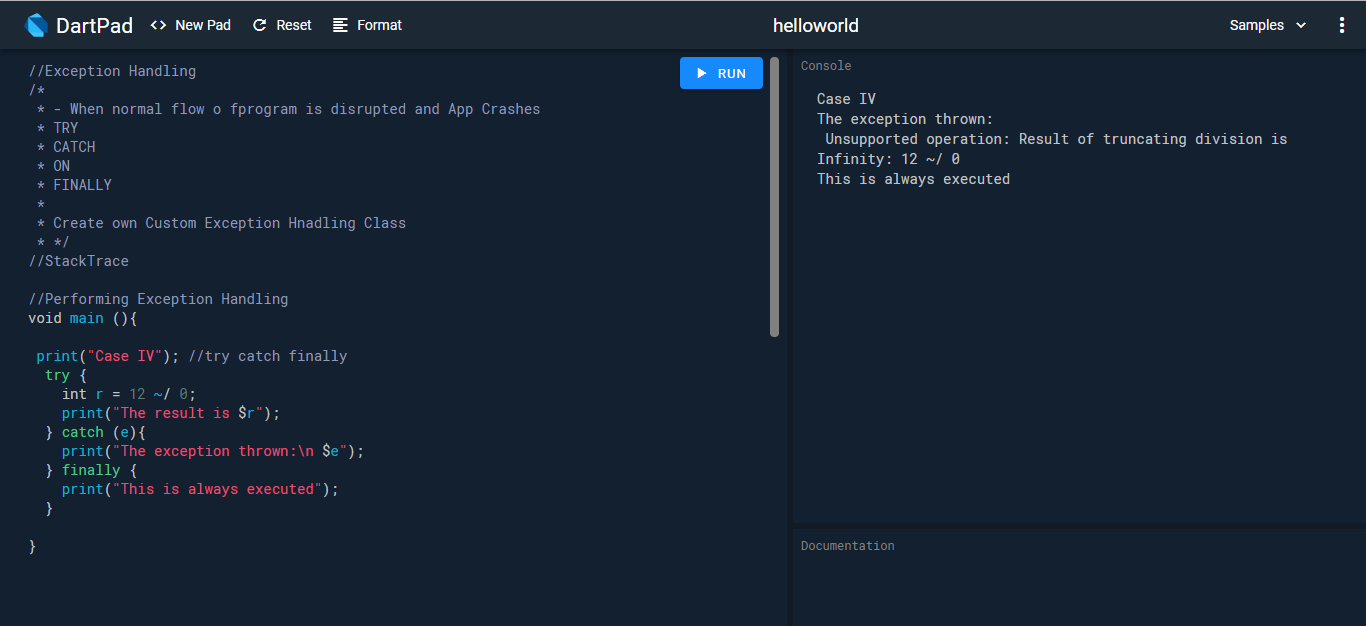 DartPad
<> New Pad
Reset
Format
helloworld
Samples
//Exception Handling
/*
 * - When normal flow o fprogram is disrupted and App Crashes
 * TRY
 * CATCH
 * ON
 * FINALLY
 *
 * Create own Custom Exception Hnadling Class
 * */
//StackTrace
//Performing Exception Handling
void main (){
 print("Case IV"); //try catch finally
  try {
    int r = 12 ~/ 0;
    print("The result is $r");
  } catch (e){
    print("The exception thrown:\n $e");
  } finally {
    print("This is always executed");
  }
}
RUN
Console
Case IV
The exception thrown:
 Unsupported operation: Result of truncating division is
Infinity: 12 ~/ 0
This is always executed
Documentation